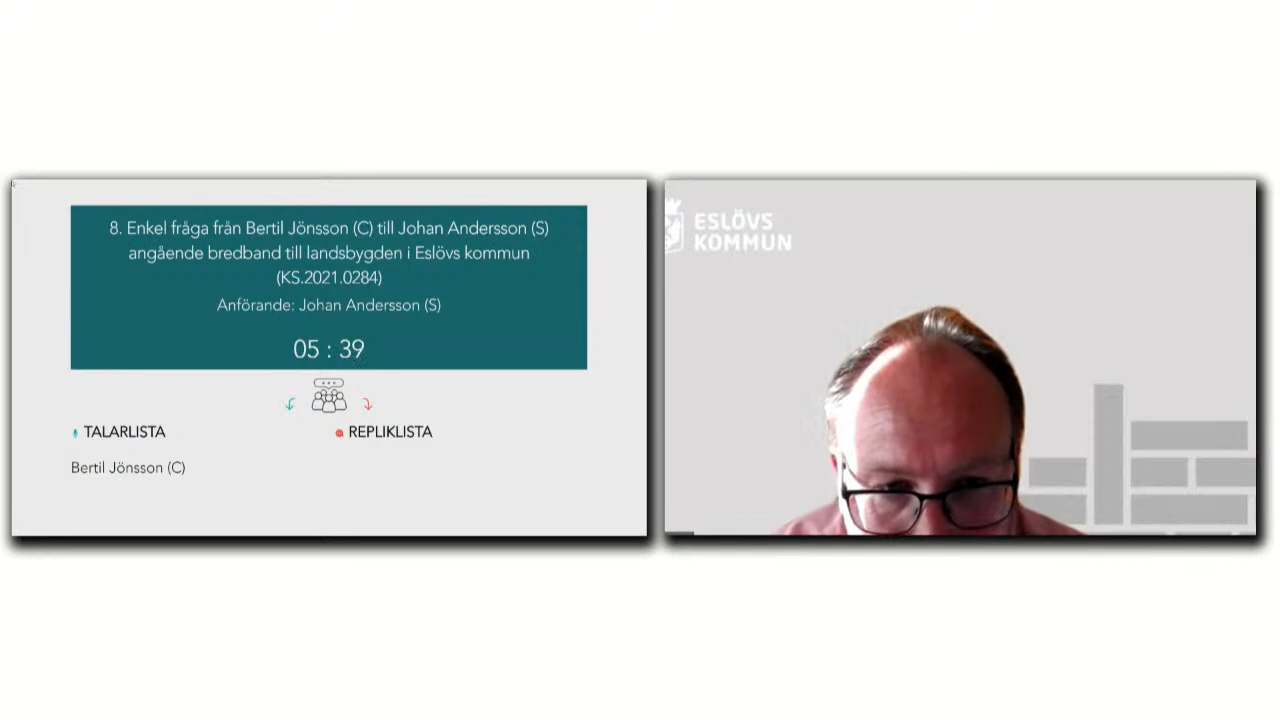 8. Enkel fråga från Bertil Jönsson (C) till Johan Andersson (S)
angående bredband till landsbygden i Eslövs kommun
(KS.2021.0284)
Anförande: Johan Andersson (S)
05 : 39
TALARLISTA
REPLIKLISTA
Bertil Jönsson (C)
ESLÖVS
KOMMUN